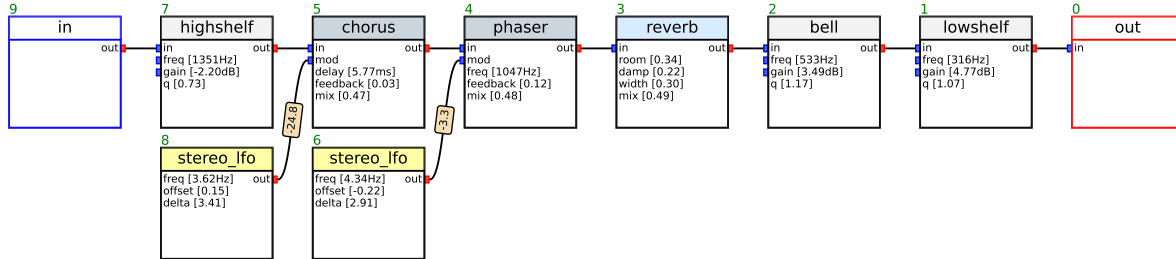 9
in
out
7
highshelf
in out
freq [1351Hz]
gain [-2.20dB]
q [0.73]
5
chorus
in out
mod
delay [5.77ms]
feedback [0.03]
mix [0.47]
4
phaser
in out
mod
freq [1047Hz]
feedback [0.12]
mix [0.48]
3
reverb
in out
room [0.34]
damp [0.22]
width [0.30]
mix [0.49]
2
bell
in out
freq [533Hz]
gain [3.49dB]
q [1.17]
1
lowshelf
in out
freq [316Hz]
gain [4.77dB]
q [1.07]
0
out
in
-24.8
-3.3
8
stereo_lfo
freq [3.62Hz] out
offset [0.15]
delta [3.41]
6
stereo_lfo
freq [4.34Hz] out
offset [-0.22]
delta [2.91]